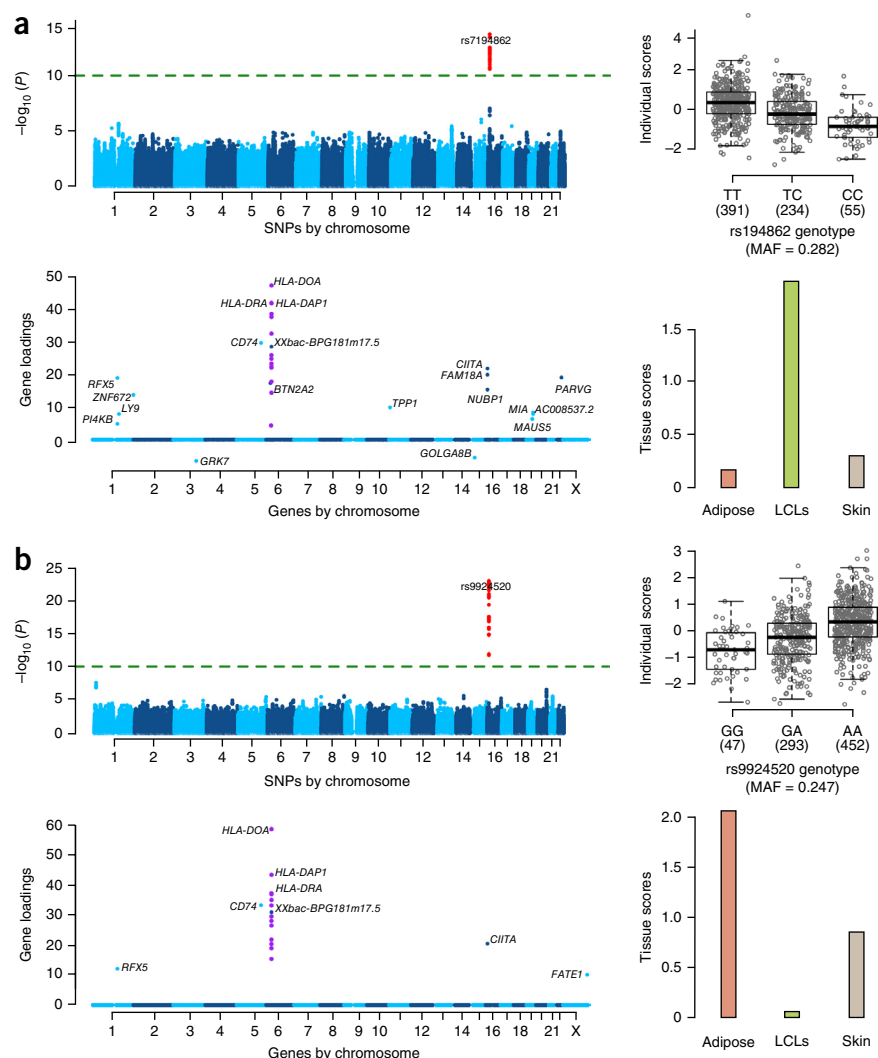 a
15
10
5
0
−log10 (P)
rs7194862
1 2 3 4 5 6 7 8 10 12 14 16 18 21
SNPs by chromosome
4
2
0
−2
Individual scores
TT TC CC
(391) (234) (55)
rs194862 genotype
(MAF = 0.282)
50
40
30
20
10
0
Gene loadings
HLA-DOA
HLA-DRA HLA-DAP1
CD74 XXbac-BPG181m17.5
BTN2A2
RFX5
ZNF672
LY9
PI4KB
TPP1
CIITA
FAM18A
NUBP1
PARVG
MIA AC008537.2
MAUS5
GRK7
GOLGA8B
1 2 3 4 5 6 7 8 10 12 14 16 18 21 X
Genes by chromosome
1.5
1.0
0.5
0
Tissue scores
Adipose LCLs Skin
b
25
20
15
10
5
0
−log10 (P)
rs9924520
1 2 3 4 5 6 7 8 10 12 14 16 18 21
SNPs by chromosome
3
2
1
0
−1
−2
Individual scores
GG GA AA
(47) (293) (452)
rs9924520 genotype
(MAF = 0.247)
60
50
40
30
20
10
0
Gene loadings
HLA-DOA
HLA-DAP1
HLA-DRA
CD74 XXbac-BPG181m17.5
CIITA
RFX5
FATE1
1 2 3 4 5 6 7 8 10 12 14 16 18 21 X
Genes by chromosome
2.0
1.0
0.5
0
Tissue scores
Adipose LCLs Skin